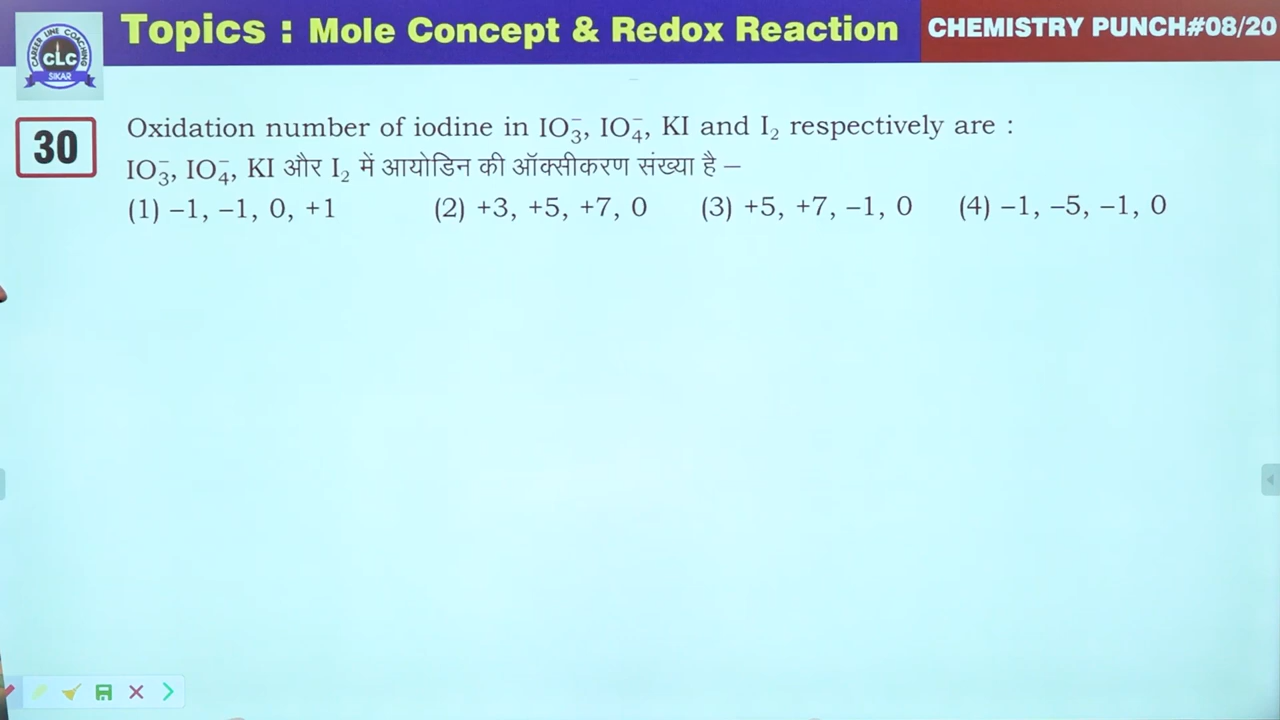 Topics : Mole Concept & Redox Reaction
CHEMISTRY PUNCH#08/20
CAREER LINE COACHING
CLC
SIKAR
30
Oxidation number of iodine in IO₃⁻, IO₄⁻, KI and I₂ respectively are :
IO₃⁻, IO₄⁻, KI और I₂ में आयोडिन की ऑक्सीकरण संख्या है –
(1) –1, –1, 0, +1 (2) +3, +5, +7, 0 (3) +5, +7, –1, 0 (4) –1, –5, –1, 0